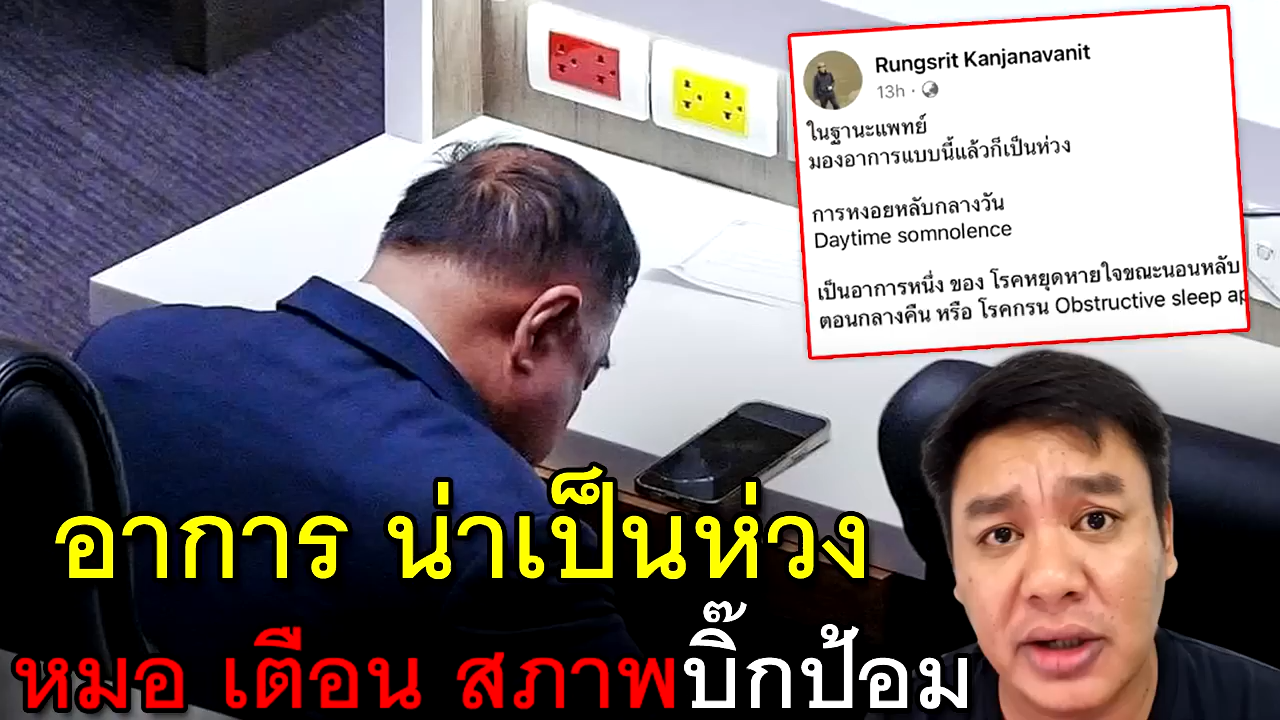 Rungsrit Kanjanavanit
13h ·
ในฐานะแพทย์
มองอาการแบบนี้แล้วก็เป็นห่วง
การหงอยหลับกลางวัน
Daytime somnolence
เป็นอาการหนึ่ง ของ โรคหยุดหายใจขณะนอนหลับ
ตอนกลางคืน หรือ โรคกรน Obstructive sleep ap
อาการ น่าเป็นห่วง
หมอ เตือน สภาพบิ๊กป้อม